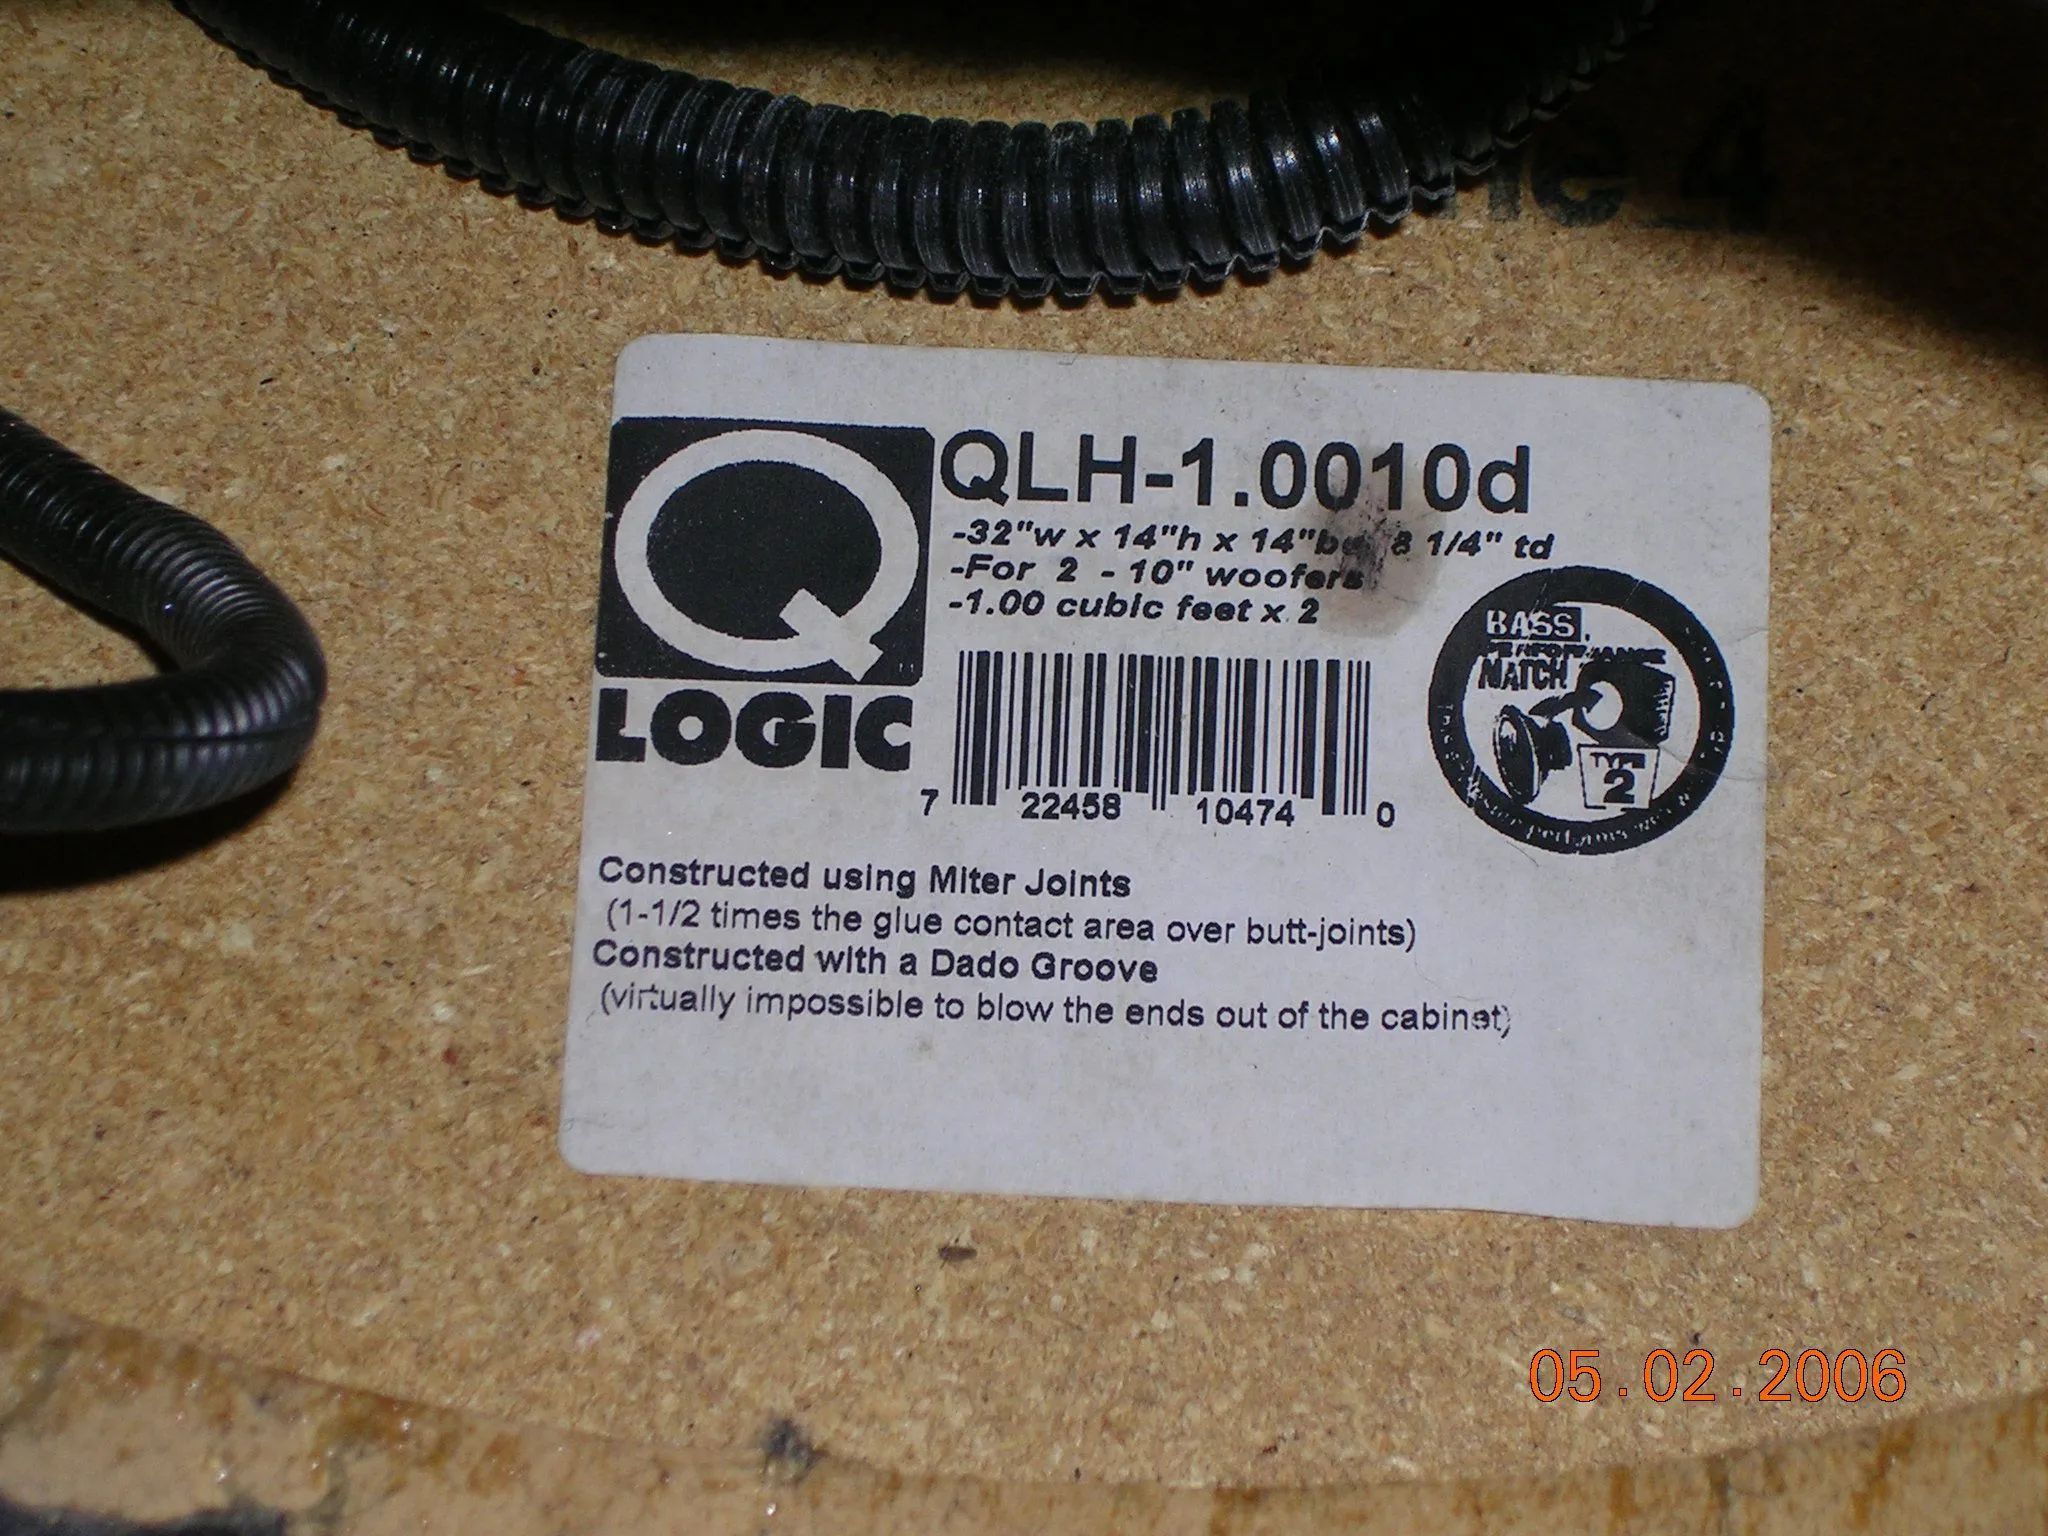 QLH-1.0010d
-32"w x 14"h x 14" 8 1/4" td
-For 2 - 10" woofers
-1.00 cubic feet x 2
Q
LOGIC
BASS
PERFORMANCE
MATCH
TYPE
2
7 22458 10474 0
Constructed using Miter Joints
(1-1/2 times the glue contact area over butt-joints)
Constructed with a Dado Groove
(virtually impossible to blow the ends out of the cabinet)
05.02.2006